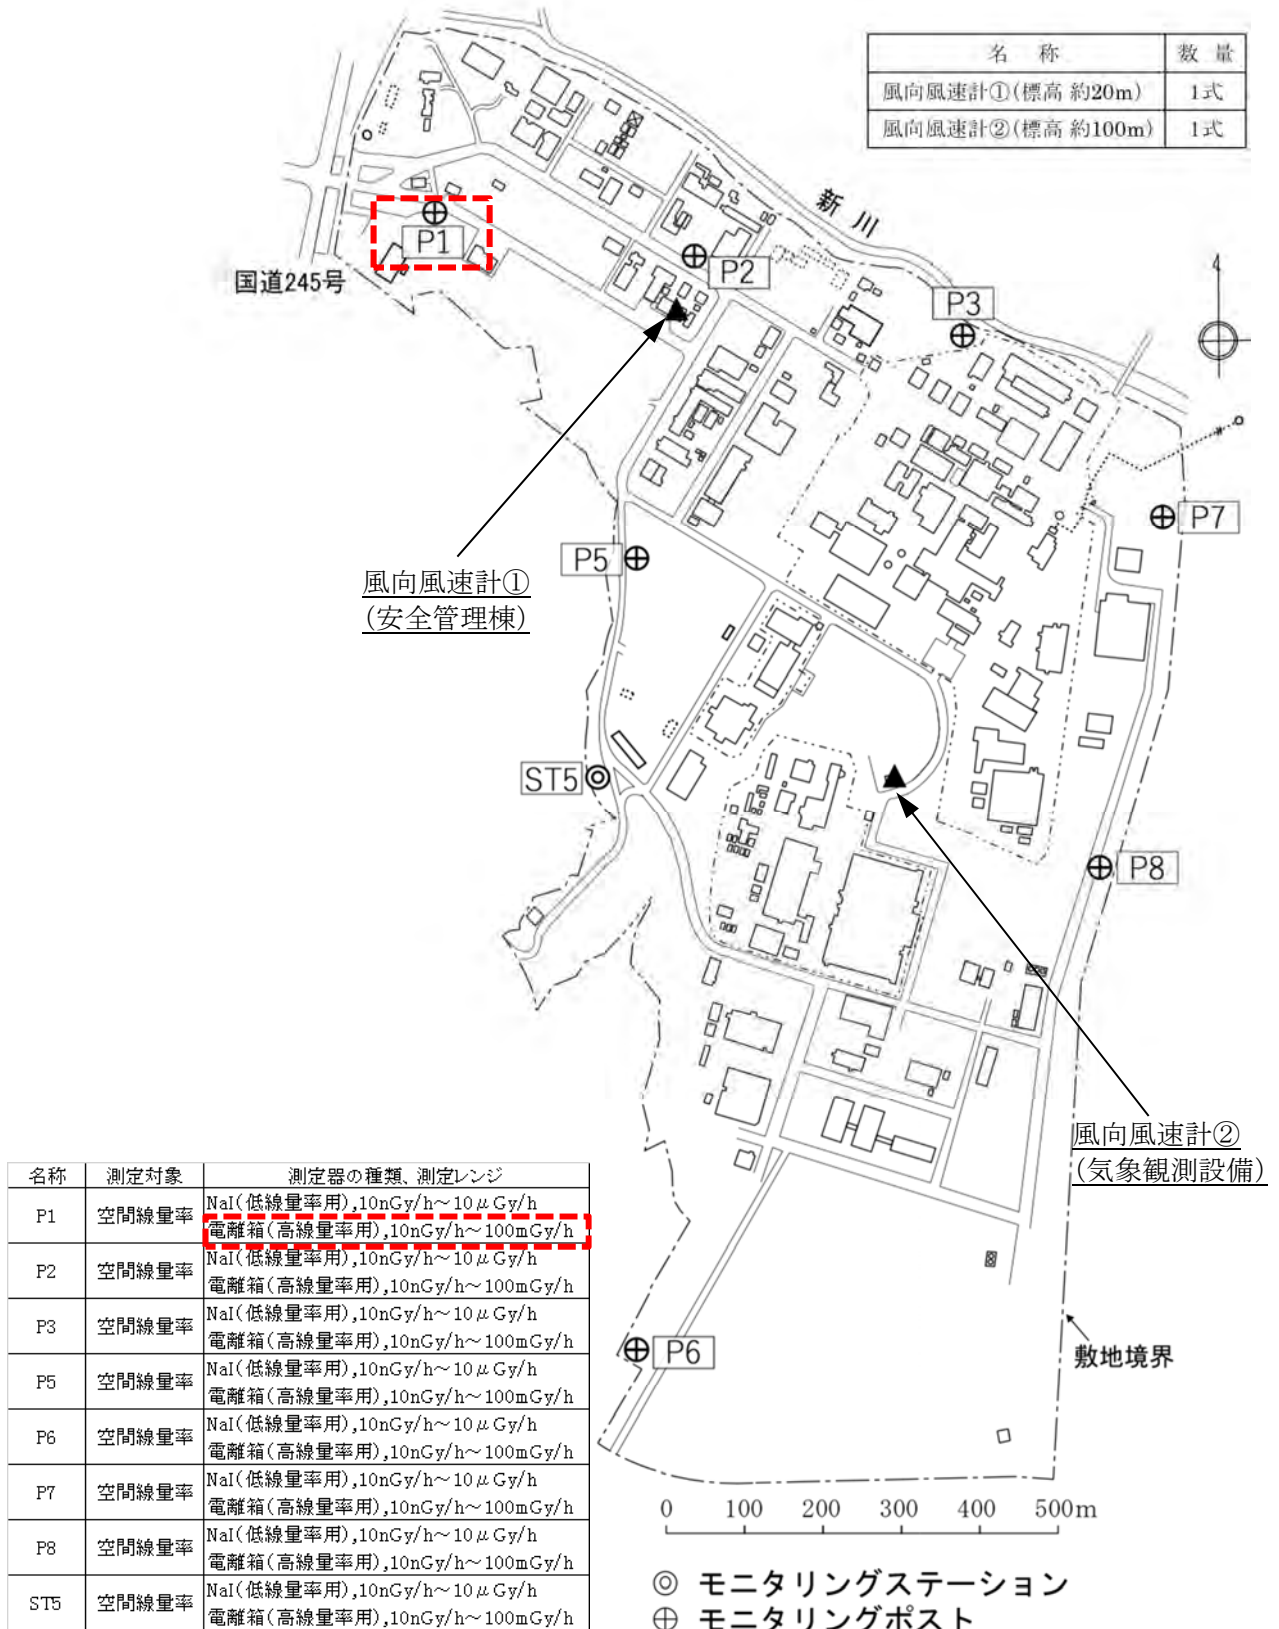 名 称 数 量
風向風速計①(標高 約20m) 1式
風向風速計②(標高 約100m) 1式
新 川
P1
国道245号
P2
P3
P7
P5
風向風速計①
(安全管理棟)
ST5
P8
風向風速計②
(気象観測設備)
P6
敷地境界
名称 測定対象 測定器の種類、測定レンジ
P1 空間線量率 NaI(低線量率用),10nGy/h～10μGy/h
電離箱(高線量率用),10nGy/h～100mGy/h
P2 空間線量率 NaI(低線量率用),10nGy/h～10μGy/h
電離箱(高線量率用),10nGy/h～100mGy/h
P3 空間線量率 NaI(低線量率用),10nGy/h～10μGy/h
電離箱(高線量率用),10nGy/h～100mGy/h
P5 空間線量率 NaI(低線量率用),10nGy/h～10μGy/h
電離箱(高線量率用),10nGy/h～100mGy/h
P6 空間線量率 NaI(低線量率用),10nGy/h～10μGy/h
電離箱(高線量率用),10nGy/h～100mGy/h
P7 空間線量率 NaI(低線量率用),10nGy/h～10μGy/h
電離箱(高線量率用),10nGy/h～100mGy/h
P8 空間線量率 NaI(低線量率用),10nGy/h～10μGy/h
電離箱(高線量率用),10nGy/h～100mGy/h
ST5 空間線量率 NaI(低線量率用),10nGy/h～10μGy/h
電離箱(高線量率用),10nGy/h～100mGy/h
0 100 200 300 400 500m
◎ モニタリングステーション
⊕ モニタリングポスト